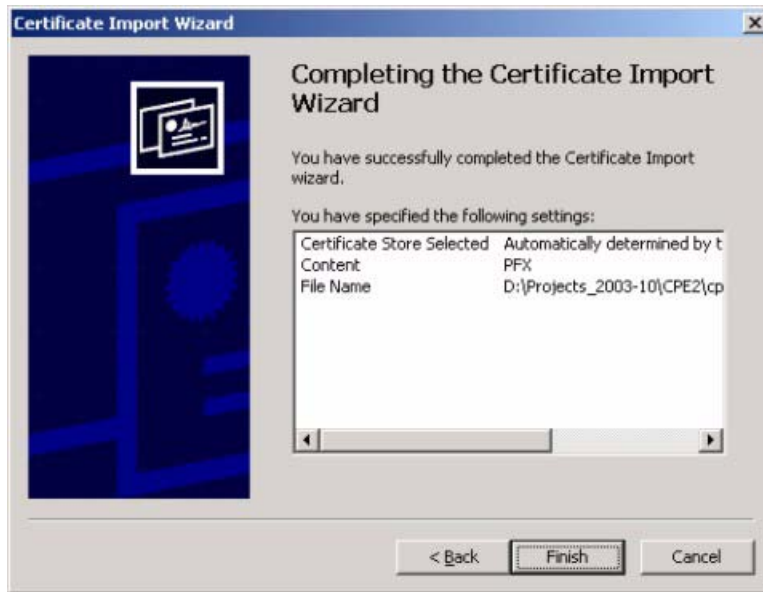 Certificate Import Wizard
Completing the Certificate Import
Wizard
You have successfully completed the Certificate Import
wizard.
You have specified the following settings:
Certificate Store Selected Automatically determined by t
Content PFX
File Name D:\Projects_2003-10\CPE2\cp
< Back
Finish
Cancel